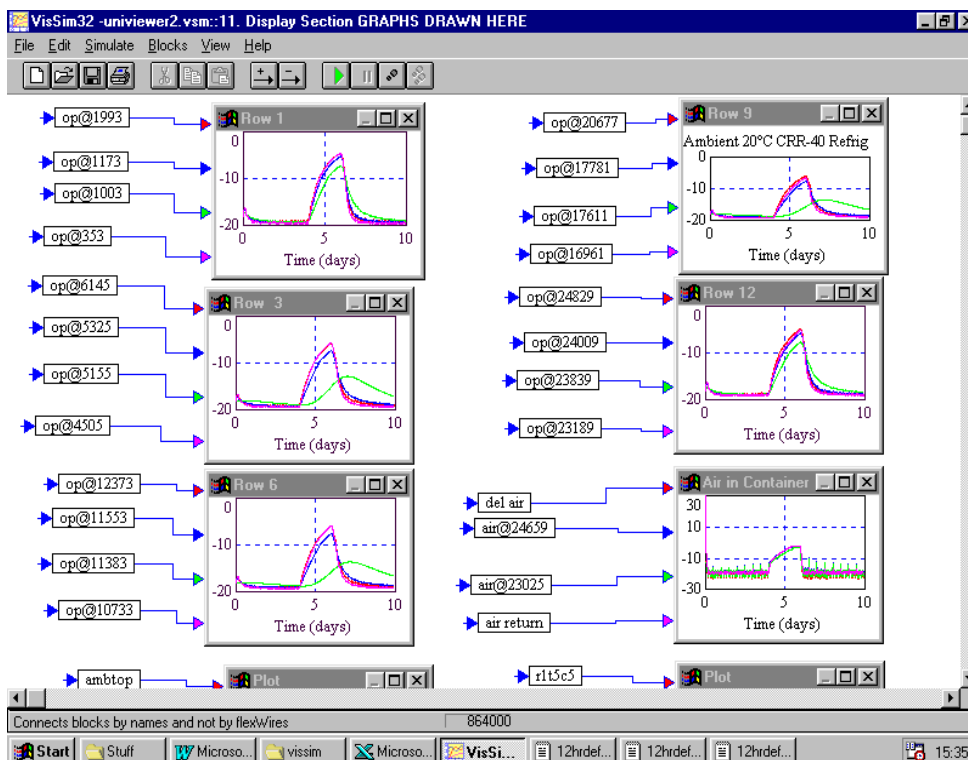 VisSim32 -univiewer2.vsm::11. Display Section GRAPHS DRAWN HERE
File Edit Simulate Blocks View Help
op@1993
op@1173
op@1003
op@353
Row 1
0
-10
-20
0 5 10
Time (days)
op@20677
op@17781
op@17611
op@16961
Row 9
Ambient 20°C CRR-40 Refrig
0
-10
-20
0 5 10
Time (days)
op@6145
op@5325
op@5155
op@4505
Row 3
0
-10
-20
0 5 10
Time (days)
op@24829
op@24009
op@23839
op@23189
Row 12
0
-10
-20
0 5 10
Time (days)
op@12373
op@11553
op@11383
op@10733
Row 6
0
-10
-20
0 5 10
Time (days)
del air
air@24659
air@23025
air return
Air in Container
30
10
-10
-30
0 5 10
Time (days)
ambtop
Plot
r1t5c5
Plot
Connects blocks by names and not by flexWires 864000
Start Stuff Microso... vissim Microso... VisSi... 12hrdef... 12hrdef... 12hrdef... 15:35